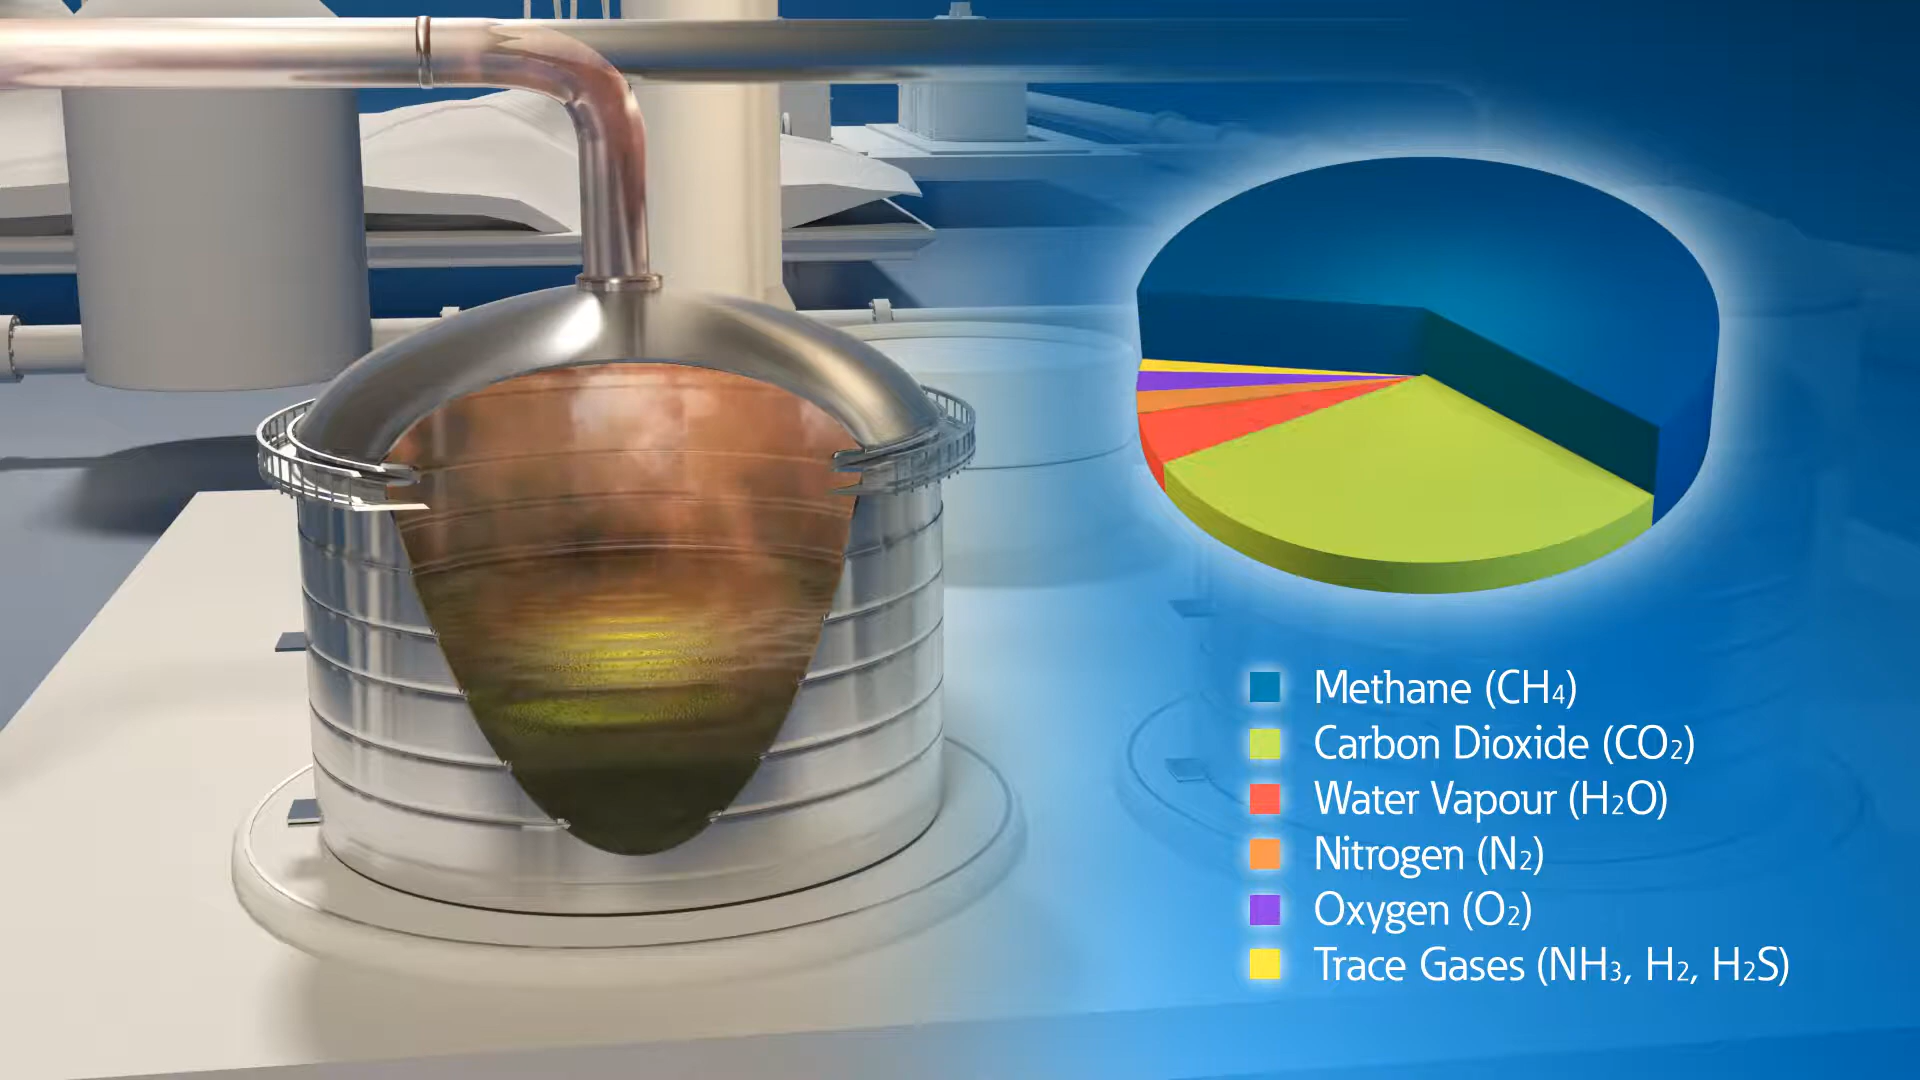 Methane (CH₄)
Carbon Dioxide (CO₂)
Water Vapour (H₂O)
Nitrogen (N₂)
Oxygen (O₂)
Trace Gases (NH₃, H₂, H₂S)